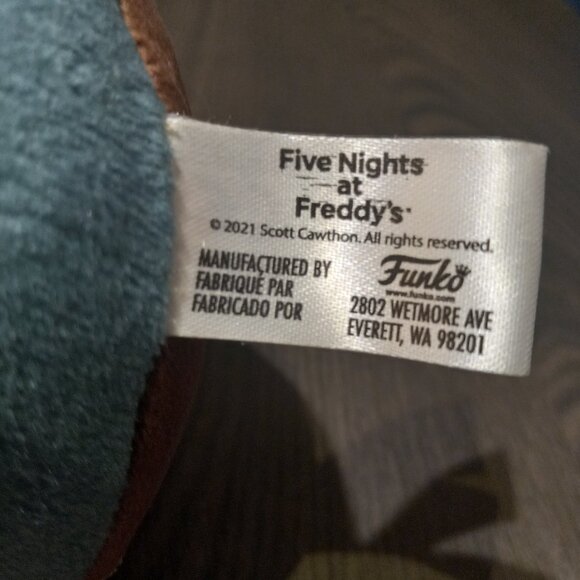 Five Nights
at
Freddy's™
© 2021 Scott Cawthon. All rights reserved.
MANUFACTURED BY
FABRIQUÉ PAR
FABRICADO POR
Funko
www.funko.com
2802 WETMORE AVE
EVERETT, WA 98201